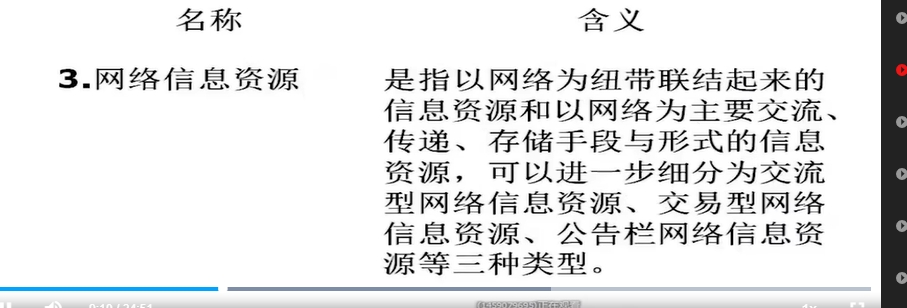 名称 含义
3.网络信息资源 是指以网络为纽带联结起来的
信息资源和以网络为主要交流、
传递、存储手段与形式的信息
资源，可以进一步细分为交流
型网络信息资源、交易型网络
信息资源、公告栏网络信息资
源等三种类型。